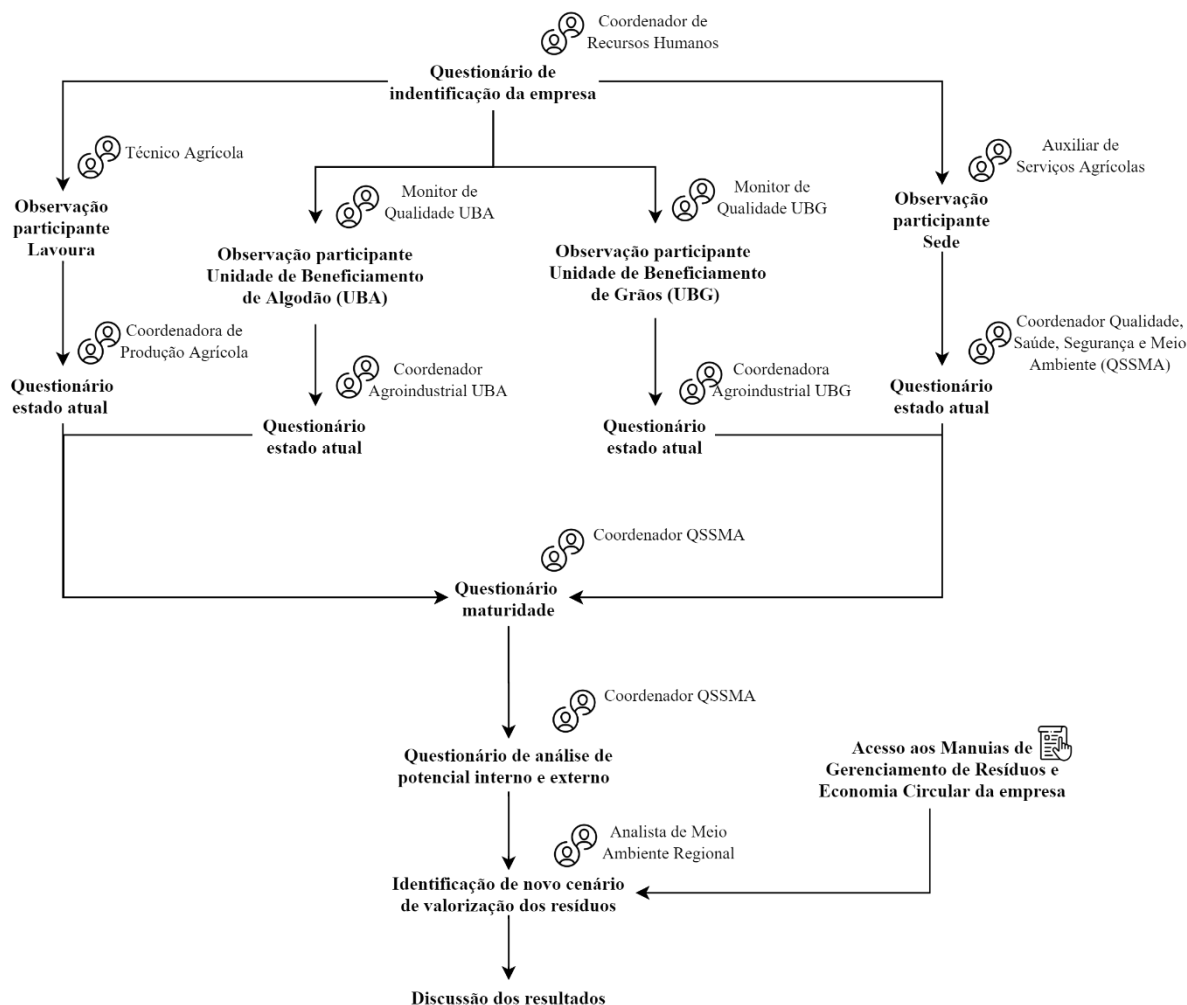 Coordenador de
Recursos Humanos
Questionário de
indentificação da empresa
Técnico Agrícola
Monitor de
Qualidade UBA
Monitor de
Qualidade UBG
Auxiliar de
Serviços Agrícolas
Observação
participante
Lavoura
Observação participante
Unidade de Beneficiamento
de Algodão (UBA)
Observação participante
Unidade de Beneficiamento
de Grãos (UBG)
Observação
participante
Sede
Coordenadora de
Produção Agrícola
Coordenador
Agroindustrial UBA
Coordenadora
Agroindustrial UBG
Coordenador Qualidade,
Saúde, Segurança e Meio
Ambiente (QSSMA)
Questionário
estado atual
Questionário
estado atual
Questionário
estado atual
Questionário
estado atual
Coordenador QSSMA
Questionário
maturidade
Coordenador QSSMA
Questionário de análise de
potencial interno e externo
Acesso aos Manuias de
Gerenciamento de Resíduos e
Economia Circular da empresa
Analista de Meio
Ambiente Regional
Identificação de novo cenário
de valorização dos resíduos
Discussão dos resultados